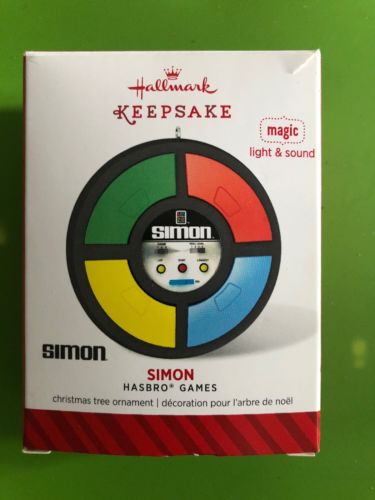 Hallmark
KEEPSAKE
magic
light & sound
simon
SIMON
SIMON
HASBRO® GAMES
christmas tree ornament | décoration pour l'arbre de noël